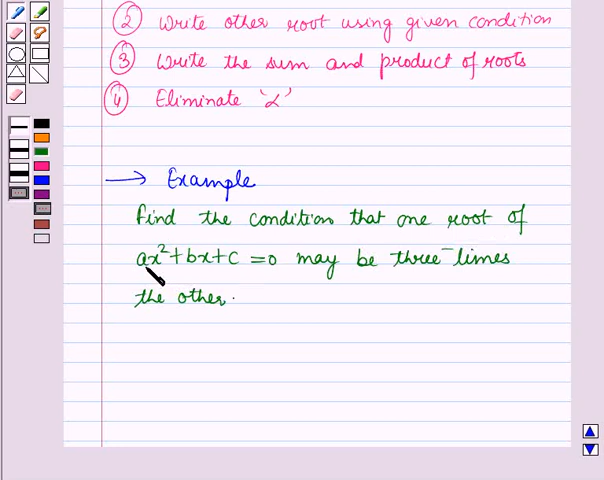 ② Write other root using given condition
③ Write the sum and product of roots
④ Eliminate 'α'
→ Example
Find the condition that one root of
ax²+bx+c =0 may be three times
the other.